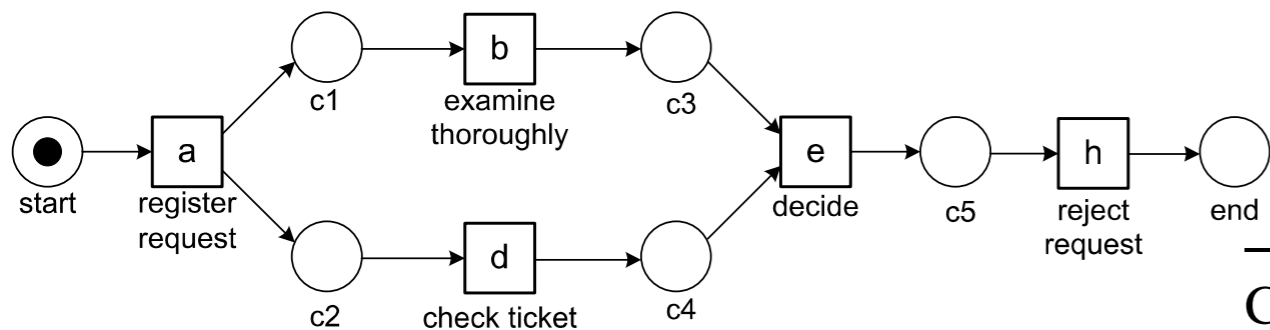 c1
b
examine
thoroughly
c3
start
a
register
request
e
decide
c5
h
reject
request
end
c2
d
check ticket
c4